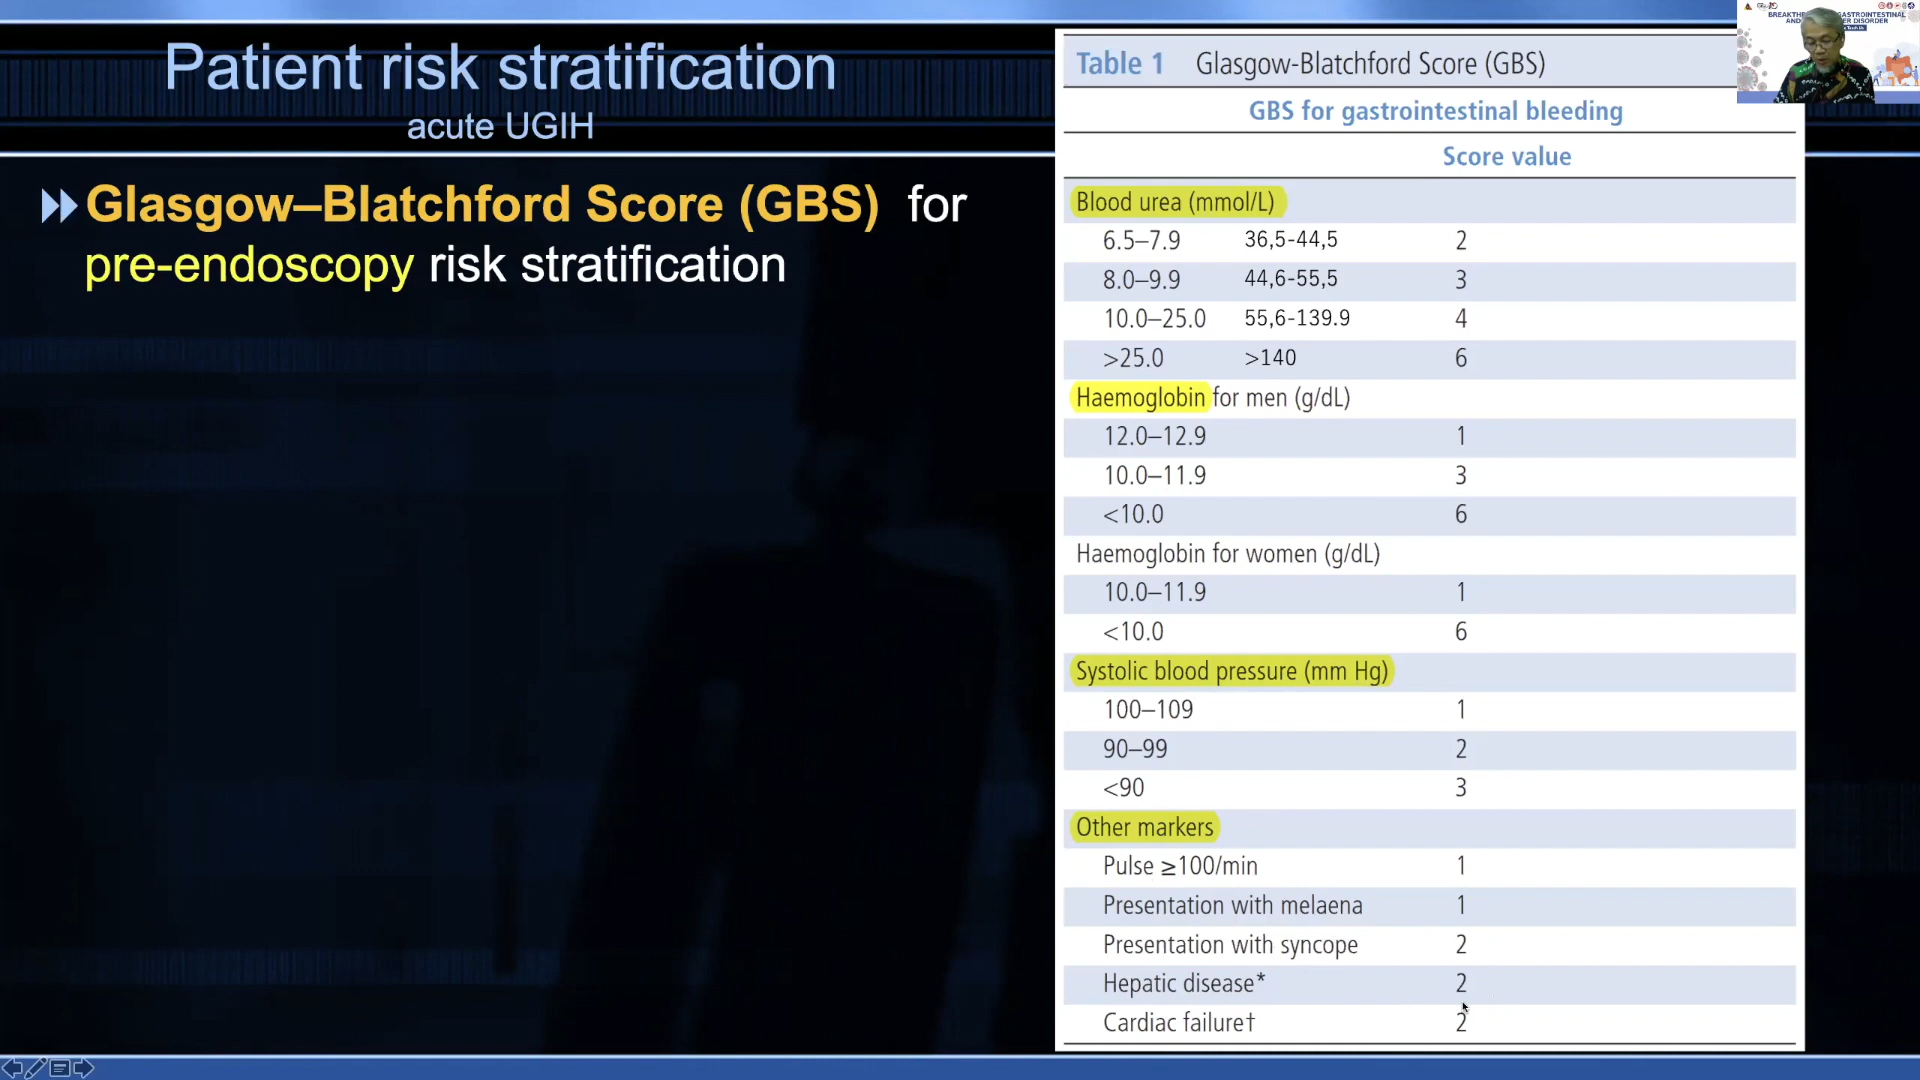 Patient risk stratification
acute UGIH
Glasgow–Blatchford Score (GBS) for
pre-endoscopy risk stratification
Table 1 Glasgow-Blatchford Score (GBS)
GBS for gastrointestinal bleeding
Score value
Blood urea (mmol/L)
6.5–7.9 36,5-44,5 2
8.0–9.9 44,6-55,5 3
10.0–25.0 55,6-139.9 4
>25.0 >140 6
Haemoglobin for men (g/dL)
12.0–12.9 1
10.0–11.9 3
<10.0 6
Haemoglobin for women (g/dL)
10.0–11.9 1
<10.0 6
Systolic blood pressure (mm Hg)
100–109 1
90–99 2
<90 3
Other markers
Pulse ≥100/min 1
Presentation with melaena 1
Presentation with syncope 2
Hepatic disease* 2
Cardiac failure† 2